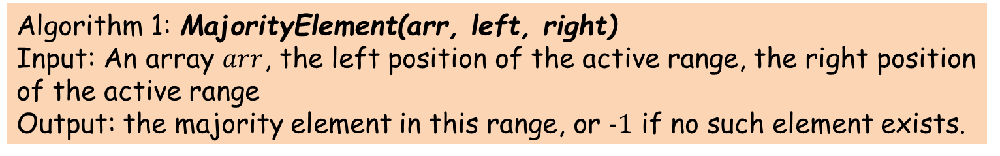 Algorithm 1: MajorityElement(arr, left, right)
Input: An array arr, the left position of the active range, the right position
of the active range
Output: the majority element in this range, or -1 if no such element exists.